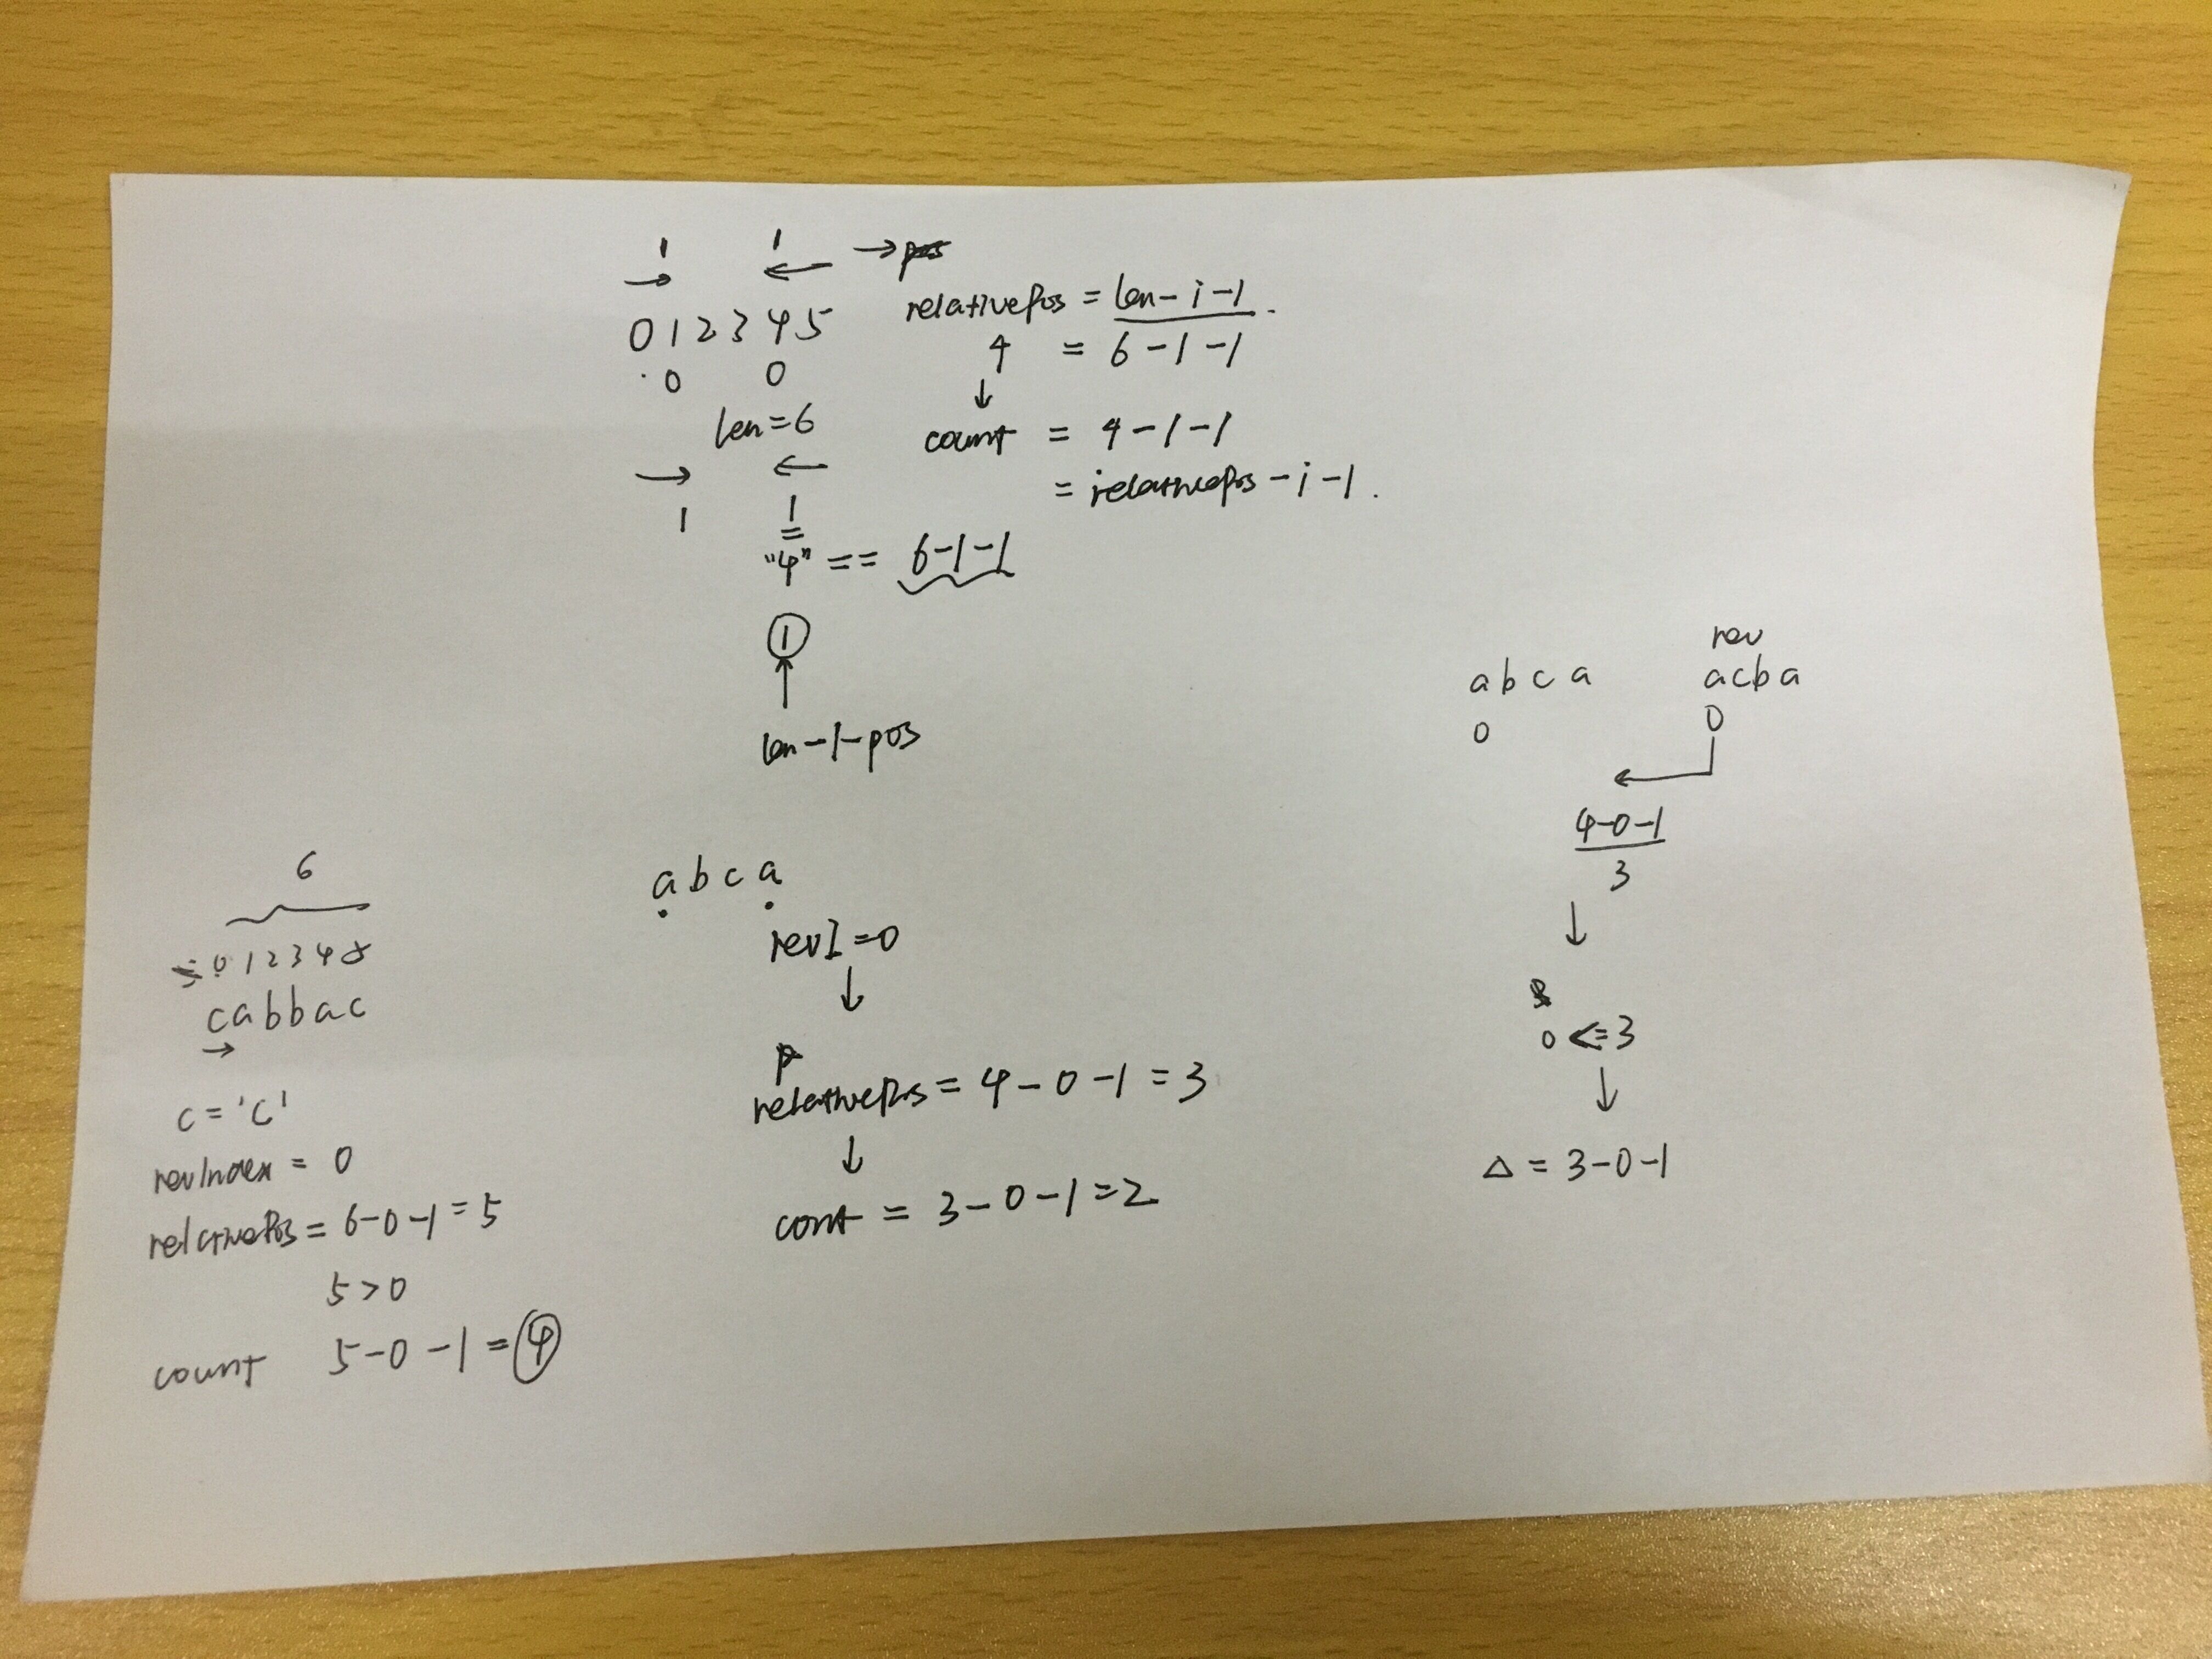 1 1 → pos
→ ←
0 1 2 3 4 5
0 0
len=6
→ ←
1 1
"4" == 6-1-1
①
↑
len-1-pos
relativePos = len-i-1.
4 = 6-1-1
↓
count = 4-1-1
= relativePos-i-1.
rev
a b c a acba
0 0
←
4-0-1
3
↓
0 <= 3
↓
△ = 3-0-1
6
0 1 2 3 4 5
c a b b a c
→
c = 'c'
revIndex = 0
relativePos = 6-0-1 = 5
5 > 0
count 5-0-1 = ④
a b c a
revI = 0
↓
p
relativePos = 4-0-1 = 3
↓
cont = 3-0-1 = 2